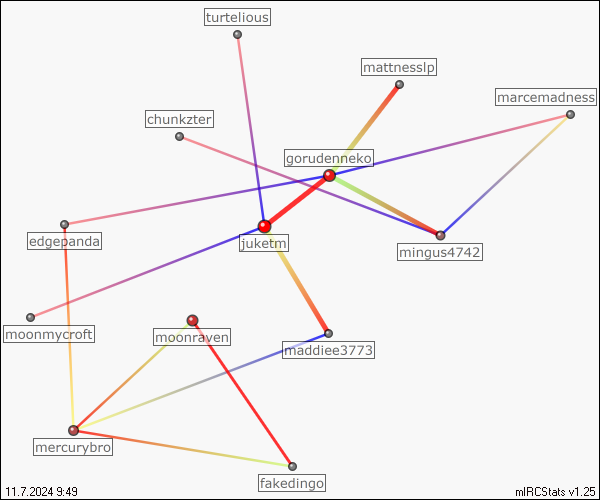 turtelious
mattnesslp
marcemadness
chunkzter
gorudenneko
edgepanda
juketm
mingus4742
moonmycroft
moonraven
maddiee3773
mercurybro
fakedingo
11.7.2024 9:49
mIRCStats v1.25